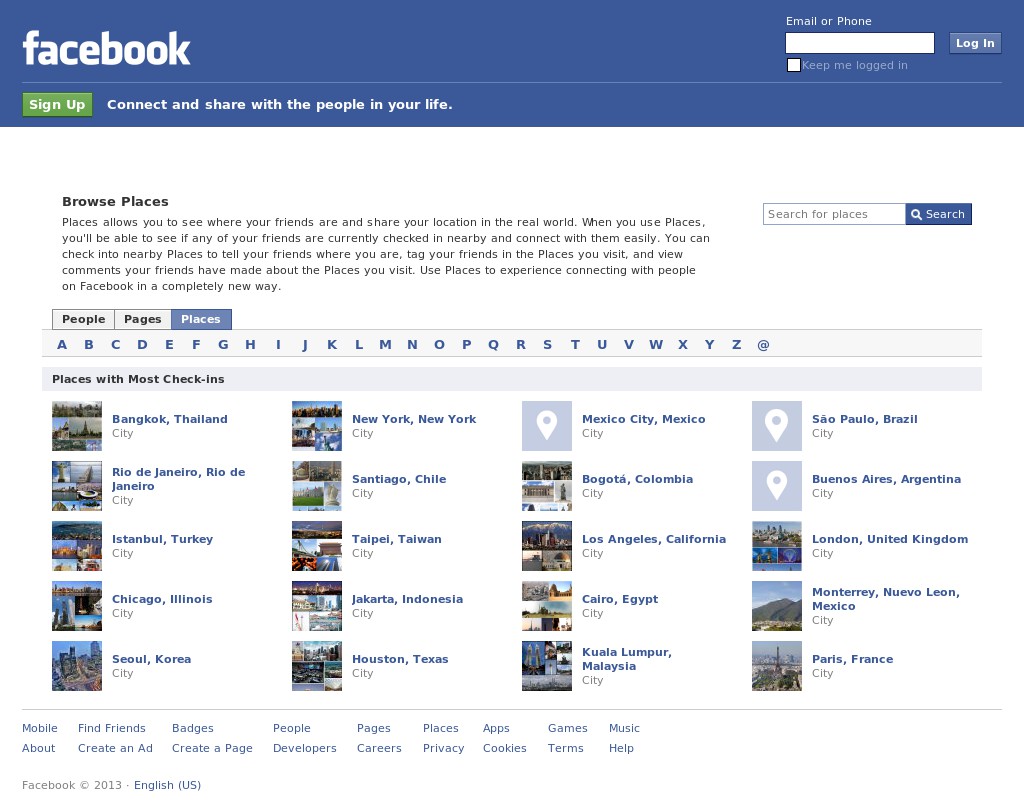 facebook
Email or Phone
Log In
Keep me logged in
Sign Up
Connect and share with the people in your life.
Browse Places
Places allows you to see where your friends are and share your location in the real world. When you use Places,
you'll be able to see if any of your friends are currently checked in nearby and connect with them easily. You can
check into nearby Places to tell your friends where you are, tag your friends in the Places you visit, and view
comments your friends have made about the Places you visit. Use Places to experience connecting with people
on Facebook in a completely new way.
Search for places
Search
People Pages Places
A B C D E F G H I J K L M N O P Q R S T U V W X Y Z @
Places with Most Check-ins
Bangkok, Thailand
City
New York, New York
City
Mexico City, Mexico
City
São Paulo, Brazil
City
Rio de Janeiro, Rio de
Janeiro
City
Santiago, Chile
City
Bogotá, Colombia
City
Buenos Aires, Argentina
City
Istanbul, Turkey
City
Taipei, Taiwan
City
Los Angeles, California
City
London, United Kingdom
City
Chicago, Illinois
City
Jakarta, Indonesia
City
Cairo, Egypt
City
Monterrey, Nuevo Leon,
Mexico
City
Seoul, Korea
City
Houston, Texas
City
Kuala Lumpur,
Malaysia
City
Paris, France
City
Mobile Find Friends Badges People Pages Places Apps Games Music
About Create an Ad Create a Page Developers Careers Privacy Cookies Terms Help
Facebook © 2013 · English (US)